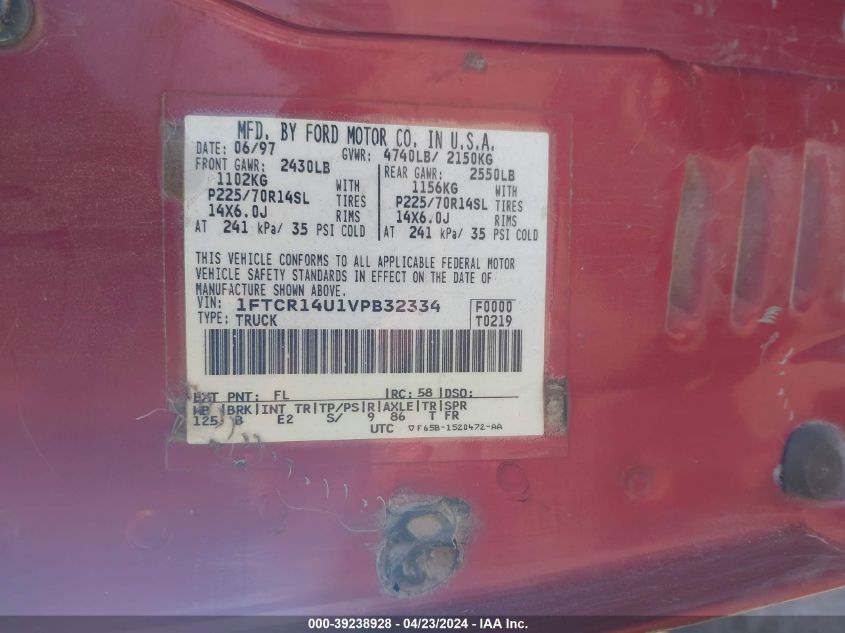 MFD. BY FORD MOTOR CO. IN U.S.A.
DATE: 06/97 GVWR: 4740LB/ 2150KG
FRONT GAWR: 2430LB REAR GAWR: 2550LB
1102KG WITH 1156KG WITH
P225/70R14SL TIRES P225/70R14SL TIRES
14X6.0J RIMS 14X6.0J RIMS
AT 241 kPa/ 35 PSI COLD AT 241 kPa/ 35 PSI COLD
THIS VEHICLE CONFORMS TO ALL APPLICABLE FEDERAL MOTOR
VEHICLE SAFETY STANDARDS IN EFFECT ON THE DATE OF
MANUFACTURE SHOWN ABOVE.
VIN: 1FTCR14U1VPB32334 F0000
TYPE: TRUCK T0219
EXT PNT: FL RC: 58 DSO:
WB BRK INT TR TP/PS R AXLE TR SPR
125 B E2 S/ 9 86 T FR
UTC ▽F65B-1520472-AA
000-39238928 - 04/23/2024 - IAA, Inc.